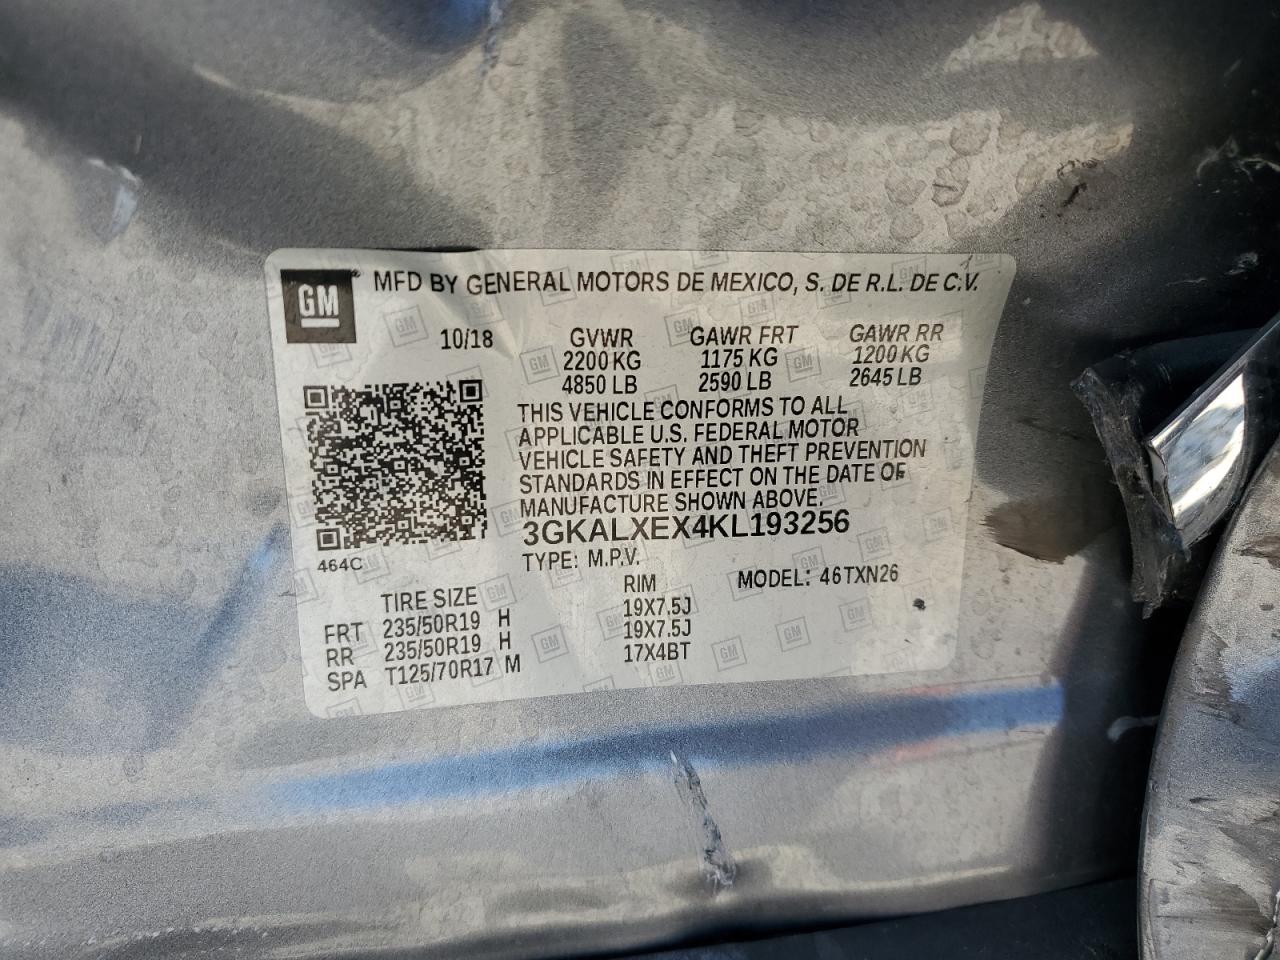 GM
MFD BY GENERAL MOTORS DE MEXICO, S. DE R.L. DE C.V.
10/18 GVWR GAWR FRT GAWR RR
2200 KG 1175 KG 1200 KG
4850 LB 2590 LB 2645 LB
THIS VEHICLE CONFORMS TO ALL
APPLICABLE U.S. FEDERAL MOTOR
VEHICLE SAFETY AND THEFT PREVENTION
STANDARDS IN EFFECT ON THE DATE OF
MANUFACTURE SHOWN ABOVE.
3GKALXEX4KL193256
464C
TYPE: M.P.V.
MODEL: 46TXN26
TIRE SIZE RIM
FRT 235/50R19 H 19X7.5J
RR 235/50R19 H 19X7.5J
SPA T125/70R17 M 17X4BT